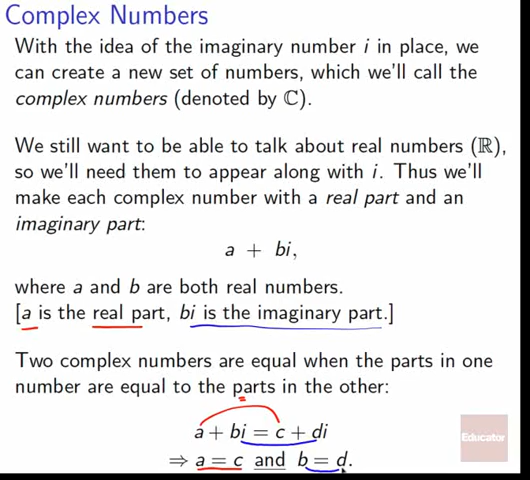 Complex Numbers
With the idea of the imaginary number i in place, we
can create a new set of numbers, which we'll call the
complex numbers (denoted by ℂ).
We still want to be able to talk about real numbers (ℝ),
so we'll need them to appear along with i. Thus we'll
make each complex number with a real part and an
imaginary part:
a + bi,
where a and b are both real numbers.
[a is the real part, bi is the imaginary part.]
Two complex numbers are equal when the parts in one
number are equal to the parts in the other:
a + bi = c + di
⇒ a = c and b = d.
Educator